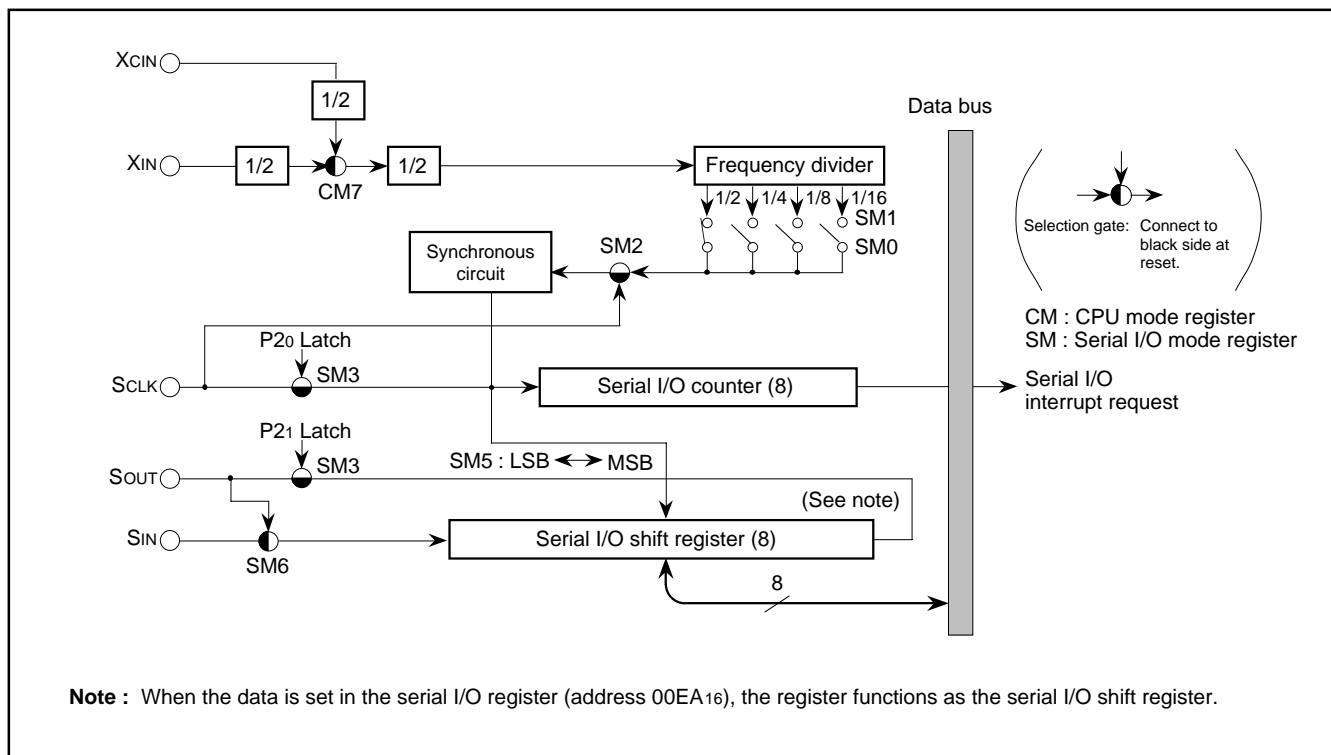 XCIN
1/2
Data bus
XIN
1/2
1/2
Frequency divider
CM7
1/2
1/4
1/8
1/16
SM1
SM0
Selection gate: Connect to
black side at
reset.
Synchronous
circuit
SM2
CM : CPU mode register
SM : Serial I/O mode register
P20 Latch
SCLK
SM3
Serial I/O counter (8)
Serial I/O
interrupt request
P21 Latch
SM3
SM5 : LSB
MSB
SOUT
(See note)
SIN
Serial I/O shift register (8)
SM6
8
Note : When the data is set in the serial I/O register (address 00EA16), the register functions as the serial I/O shift register.